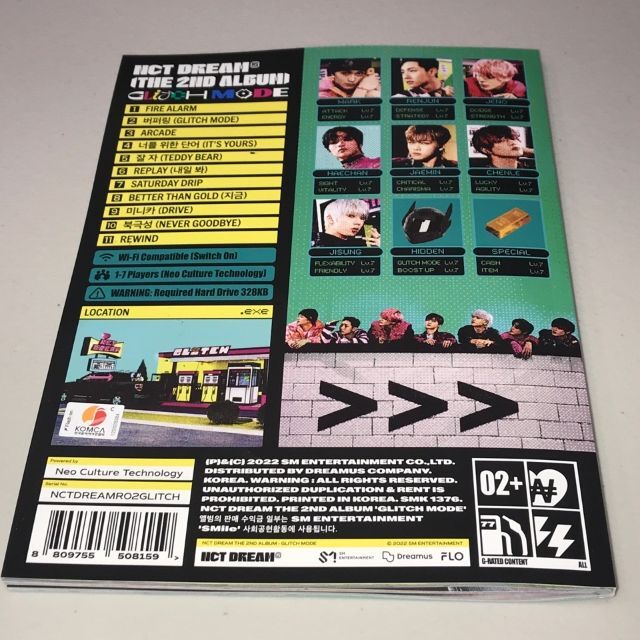 NCT DREAM
(THE 2ND ALBUM)
GLITCH MODE
1 FIRE ALARM
2 버퍼링 (GLITCH MODE)
3 ARCADE
4 너를 위한 단어 (IT'S YOURS)
5 잘 자 (TEDDY BEAR)
6 REPLAY (내일 봐)
7 SATURDAY DRIP
8 BETTER THAN GOLD (지금)
9 미니카 (DRIVE)
10 북극성 (NEVER GOODBYE)
11 REWIND
Wi-Fi Compatible (Switch On)
1-7 Players (Neo Culture Technology)
WARNING: Required Hard Drive 328KB
LOCATION .exe
NCT DREAM
GLITCH
KOMCA
Powered by
Neo Culture Technology
Serial No.
NCTDREAMR02GLITCH
8 809755 508159 >
MARK
ATTACK Lv.7
ENERGY Lv.7
RENJUN
DEFENSE Lv.7
STRATEGY Lv.7
JENO
DODGE Lv.7
STRENGTH Lv.7
HAECHAN
SIGHT Lv.7
VITALITY Lv.7
JAEMIN
CRITICAL Lv.7
CHARISMA Lv.7
CHENLE
LUCKY Lv.7
AGILITY Lv.7
JISUNG
FLEXABILITY Lv.7
FRIENDLY Lv.7
HIDDEN
GLITCH MODE Lv.7
BOOST UP Lv.7
SPECIAL
CASH Lv.7
ITEM Lv.7
>>>
(P)&(C) 2022 SM ENTERTAINMENT CO.,LTD.
DISTRIBUTED BY DREAMUS COMPANY.
KOREA. WARNING : ALL RIGHTS RESERVED.
UNAUTHORIZED DUPLICATION & RENT IS
PROHIBITED. PRINTED IN KOREA. SMK 1376.
NCT DREAM THE 2ND ALBUM 'GLITCH MODE'
앨범의 판매 수익금 일부는 SM ENTERTAINMENT
'SMile' 사회공헌활동에 사용됩니다.
NCT DREAM THE 2ND ALBUM - GLITCH MODE © 2022 SM ENTERTAINMENT
NCT DREAM SM ENTERTAINMENT Dreamus FLO
02+ ₦
77
G-RATED CONTENT ALL